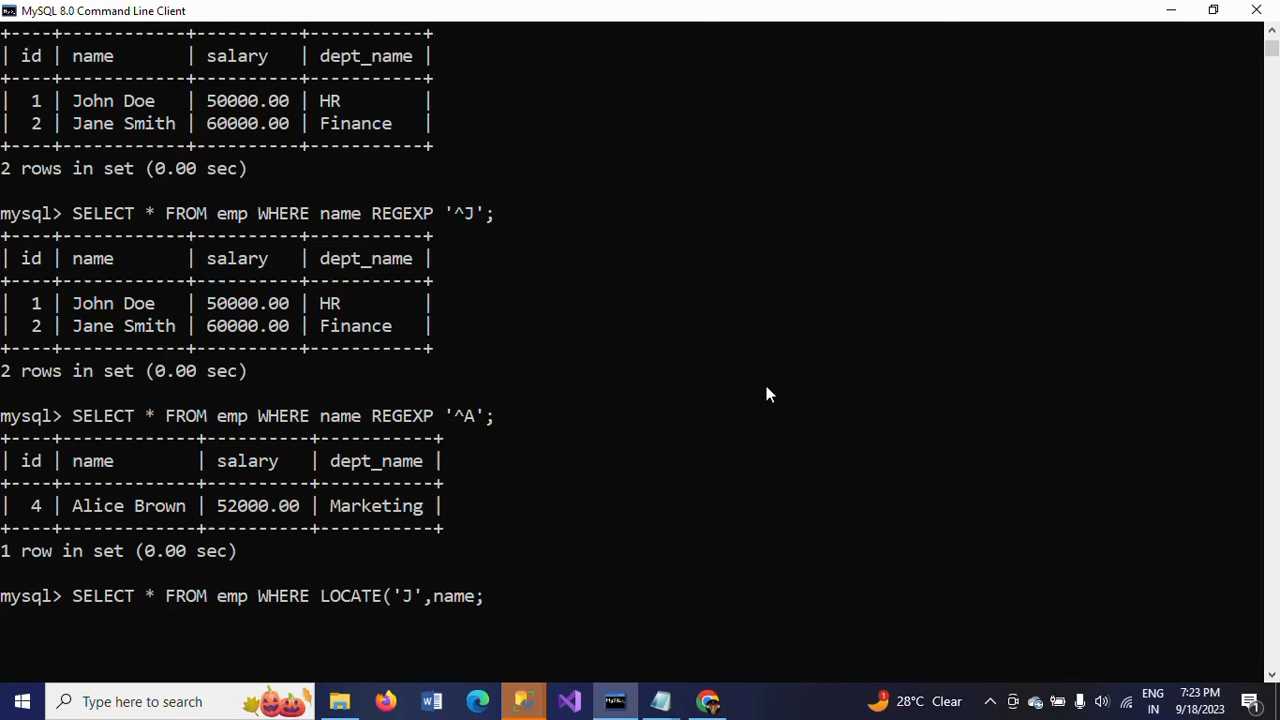 MySQL 8.0 Command Line Client
+----+------------+----------+-----------+
| id | name       | salary   | dept_name |
+----+------------+----------+-----------+
|  1 | John Doe   | 50000.00 | HR        |
|  2 | Jane Smith | 60000.00 | Finance   |
+----+------------+----------+-----------+
2 rows in set (0.00 sec)
mysql> SELECT * FROM emp WHERE name REGEXP '^J';
+----+------------+----------+-----------+
| id | name       | salary   | dept_name |
+----+------------+----------+-----------+
|  1 | John Doe   | 50000.00 | HR        |
|  2 | Jane Smith | 60000.00 | Finance   |
+----+------------+----------+-----------+
2 rows in set (0.00 sec)
mysql> SELECT * FROM emp WHERE name REGEXP '^A';
+----+-------------+----------+-----------+
| id | name        | salary   | dept_name |
+----+-------------+----------+-----------+
|  4 | Alice Brown | 52000.00 | Marketing |
+----+-------------+----------+-----------+
1 row in set (0.00 sec)
mysql> SELECT * FROM emp WHERE LOCATE('J',name;
Type here to search
28°C Clear
ENG
IN
7:23 PM
9/18/2023
1